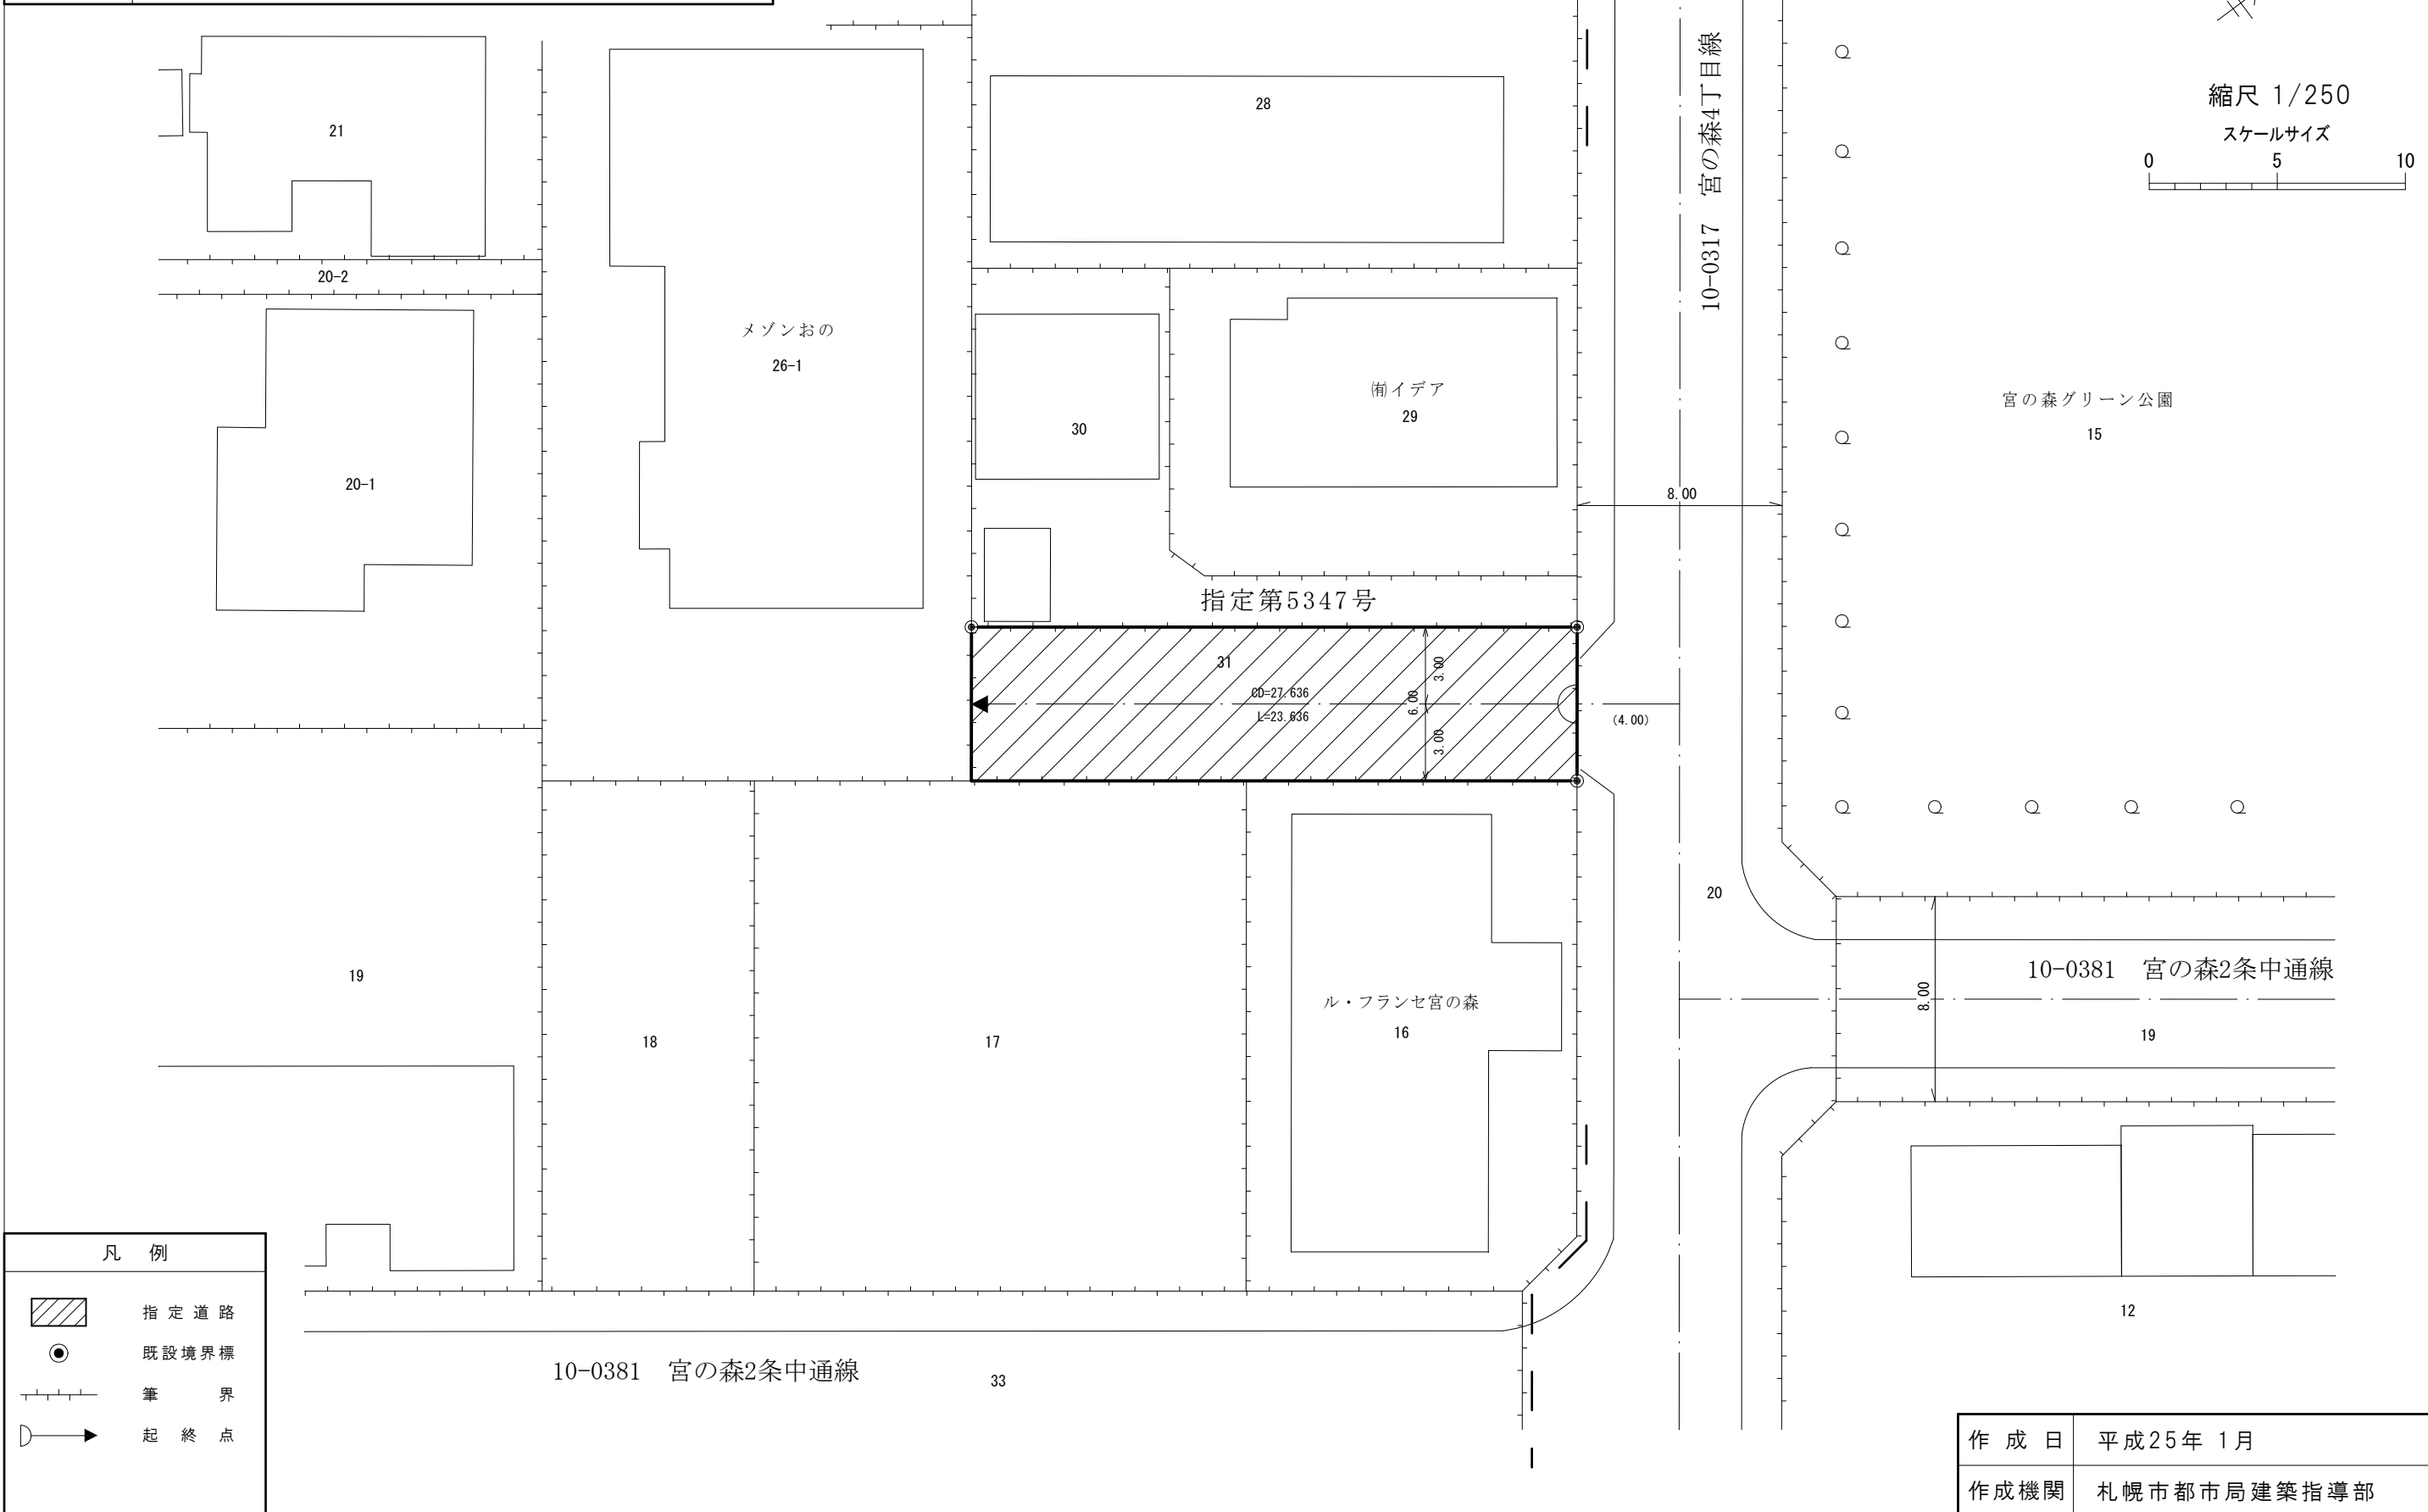 21
20-2
20-1
メゾンおの
26-1
28
30
㈲イデア
29
10-0317 宮の森4丁目線
8.00
縮尺 1/250
スケールサイズ
0 5 10
宮の森グリーン公園
15
指定第5347号
31
CD=27.636
L=23.636
6.00
3.00
3.00
(4.00)
20
10-0381 宮の森2条中通線
8.00
19
19
18
17
ル・フランセ宮の森
16
12
10-0381 宮の森2条中通線
33
凡 例
指定道路
既設境界標
筆 界
起終点
作成日 平成25年 1月
作成機関 札幌市都市局建築指導部